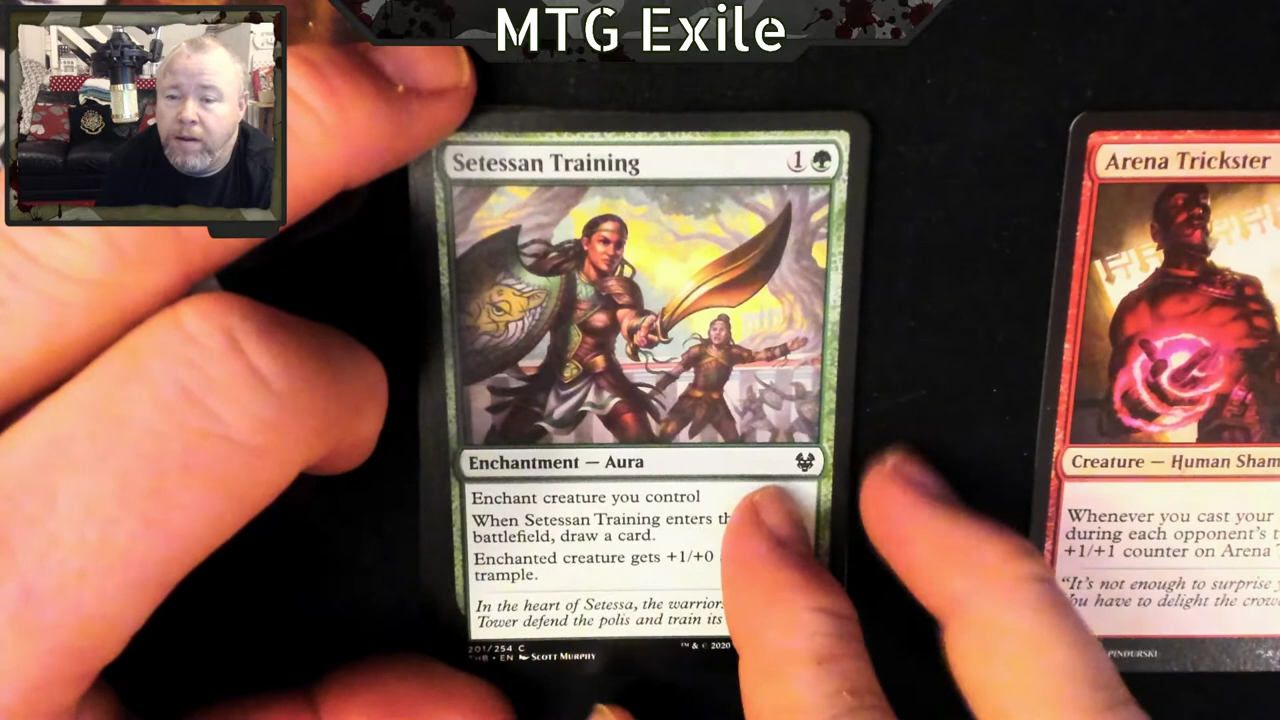 MTG Exile
Setessan Training
1
Enchantment — Aura
Enchant creature you control
When Setessan Training enters th
battlefield, draw a card.
Enchanted creature gets +1/+0
trample.
In the heart of Setessa, the warrior
Tower defend the polis and train its
201/254 C
THB • EN SCOTT MURPHY
™ & © 2020
Arena Trickster
Creature — Human Sham
Whenever you cast your
during each opponent's t
+1/+1 counter on Arena
"It's not enough to surprise y
You have to delight the crow
PINDURSKI